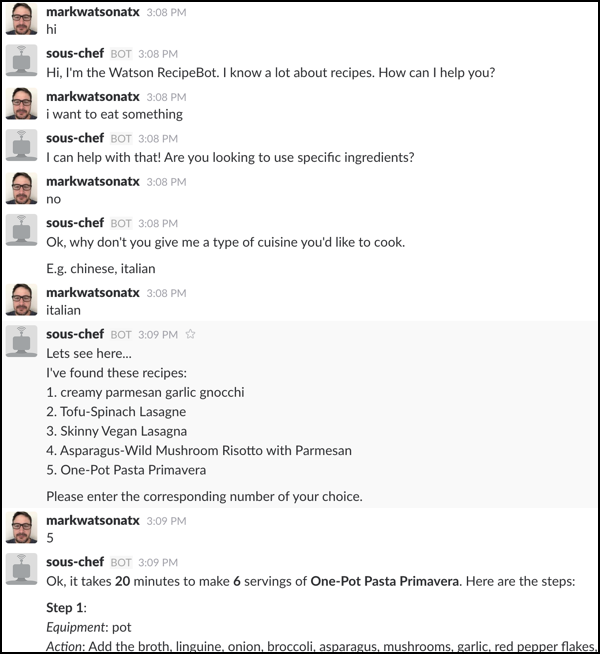 markwatsonatx 3:08 PM
hi
sous-chef BOT 3:08 PM
Hi, I'm the Watson RecipeBot. I know a lot about recipes. How can I help you?
markwatsonatx 3:08 PM
i want to eat something
sous-chef BOT 3:08 PM
I can help with that! Are you looking to use specific ingredients?
markwatsonatx 3:08 PM
no
sous-chef BOT 3:08 PM
Ok, why don't you give me a type of cuisine you'd like to cook.
E.g. chinese, italian
markwatsonatx 3:08 PM
italian
sous-chef BOT 3:09 PM
Lets see here...
I've found these recipes:
1. creamy parmesan garlic gnocchi
2. Tofu-Spinach Lasagne
3. Skinny Vegan Lasagna
4. Asparagus-Wild Mushroom Risotto with Parmesan
5. One-Pot Pasta Primavera
Please enter the corresponding number of your choice.
markwatsonatx 3:09 PM
5
sous-chef BOT 3:09 PM
Ok, it takes 20 minutes to make 6 servings of One-Pot Pasta Primavera. Here are the steps:
Step 1:
Equipment: pot
Action: Add the broth, linguine, onion, broccoli, asparagus, mushrooms, garlic, red pepper flakes,